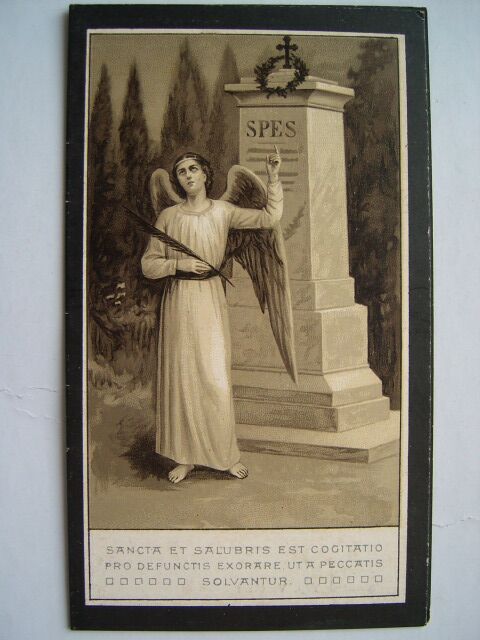 SPES
SANCTA ET SALUBRIS EST COGITATIO
PRO DEFUNCTIS EXORARE, UT A PECCATIS
SOLVANTUR.